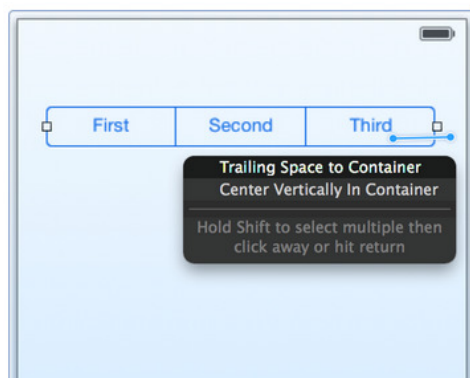 First Second Third
Trailing Space to Container
Center Vertically In Container
Hold Shift to select multiple then
click away or hit return